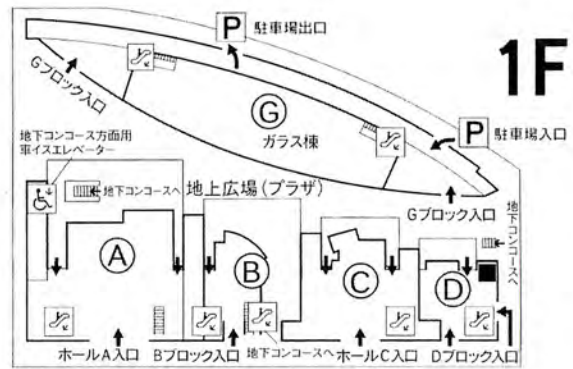 P 駐車場出口
1F
Gブロック入口
G
ガラス棟
P 駐車場入口
地下コンコース方面用
車イスエレベーター
地下コンコースへ
地上広場(プラザ)
Gブロック入口
地下コンコースへ
A
B
C
D
ホールA入口
Bブロック入口
地下コンコースへ
ホールC入口
Dブロック入口